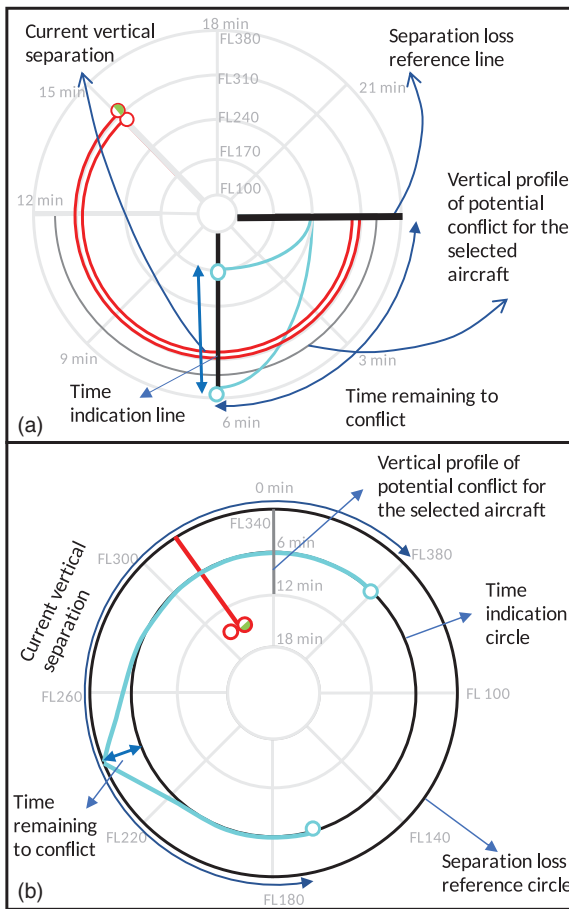 18 min
Current vertical
separation
FL380
Separation loss
reference line
15 min
FL310
21 min
FL240
FL170
FL100
12 min
Vertical profile
of potential
conflict for the
selected
aircraft
9 min
3 min
Time
indication line
Time remaining to
conflict
6 min
(a)
Vertical profile of
potential conflict for
the selected aircraft
0 min
FL340
6 min
FL380
FL300
12 min
Time
indication
circle
Current vertical
separation
18 min
FL260
FL 100
Time
remaining
to conflict
FL220
FL140
Separation loss
reference circle
FL180
(b)